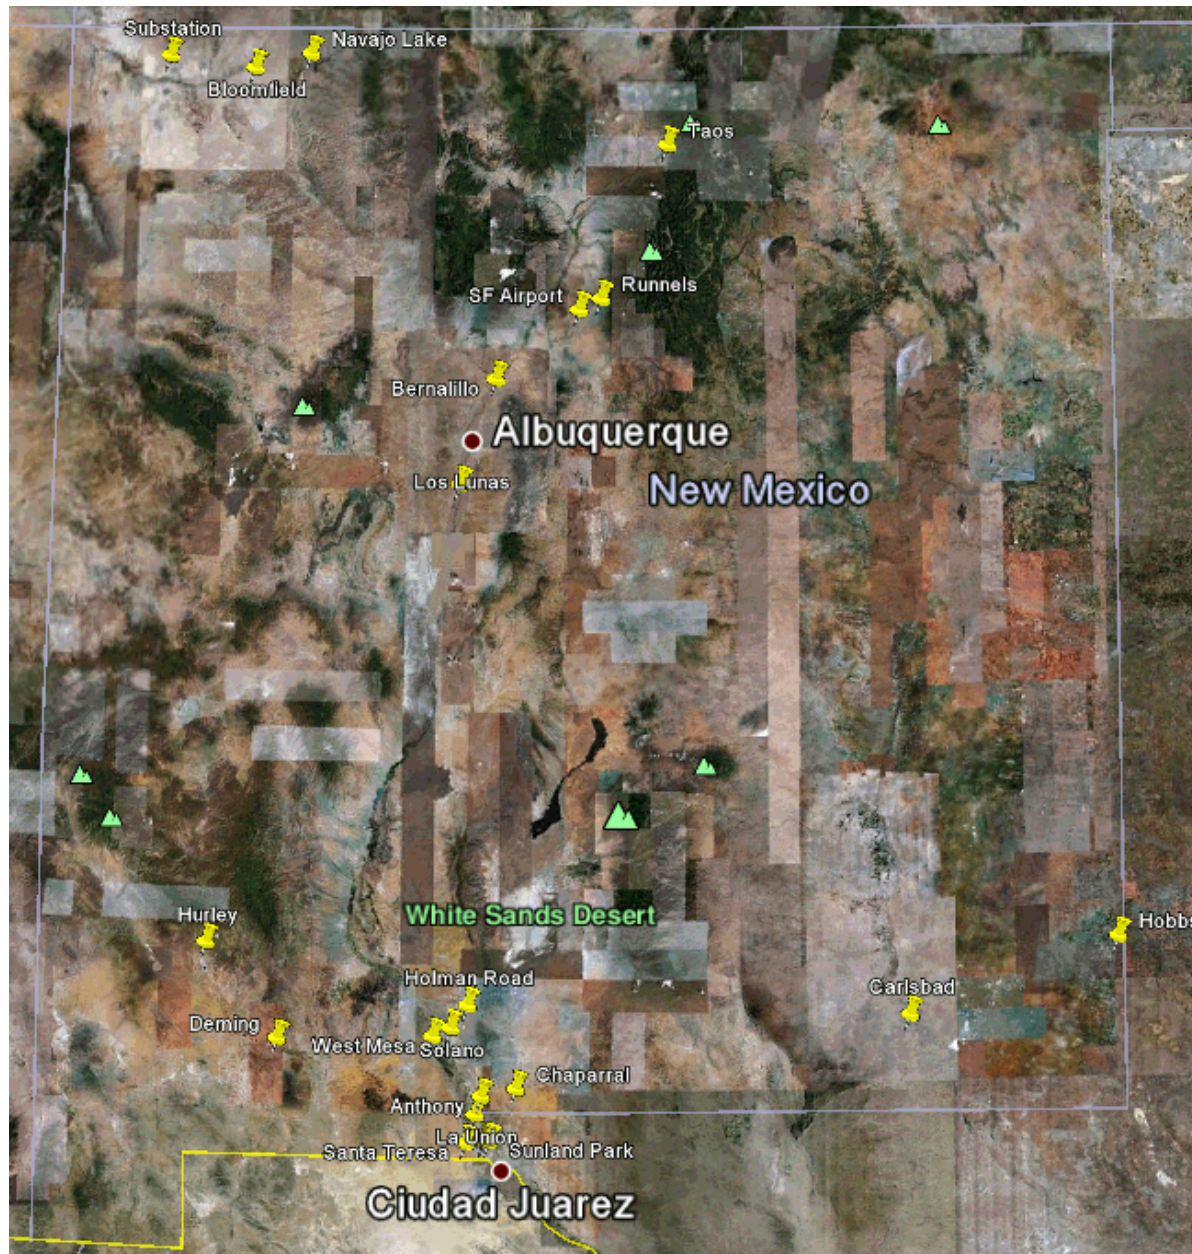 Substation
Navajo Lake
Bloomfield
Taos
Runnels
SF Airport
Bernalillo
Albuquerque
Los Lunas
New Mexico
White Sands Desert
Hurley
Hobbs
Holman Road
Carlsbad
Deming
West Mesa
Solano
Chaparral
Anthony
La Union
Santa Teresa
Sunland Park
Ciudad Juarez